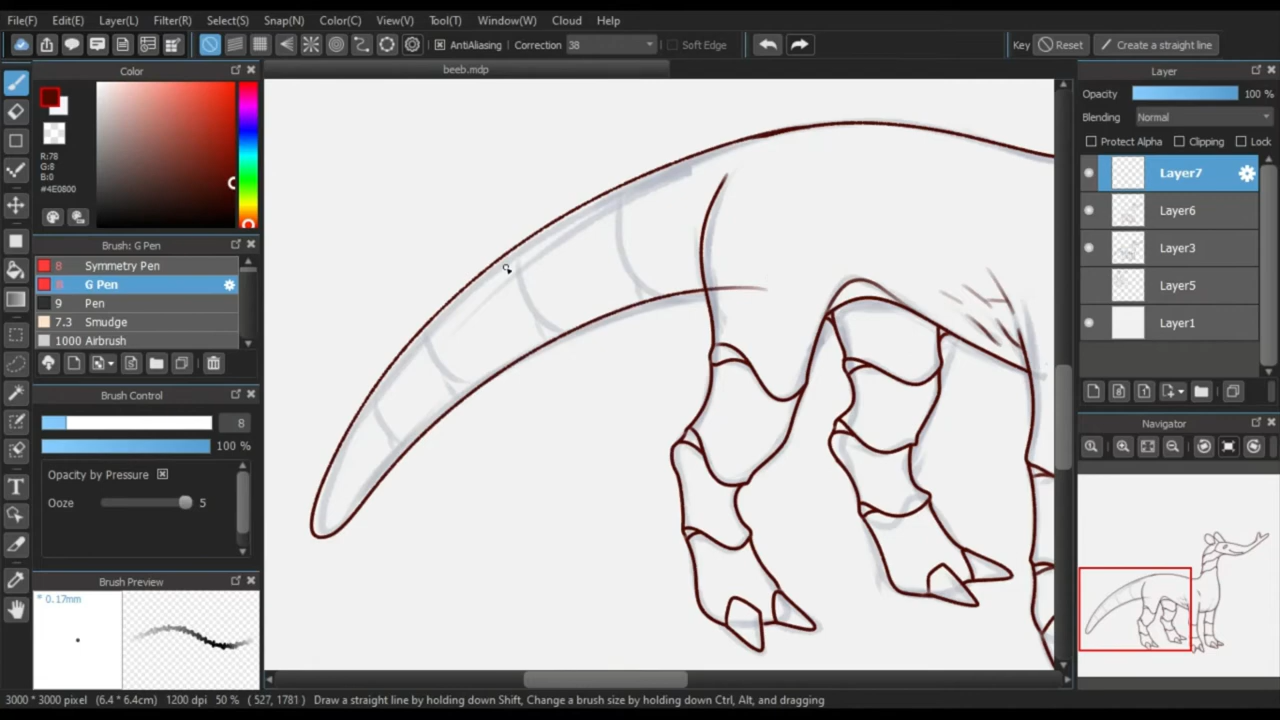 File(F) Edit(E) Layer(L) Filter(R) Select(S) Snap(N) Color(C) View(V) Tool(T) Window(W) Cloud Help
AntiAliasing Correction 38 Soft Edge Key Reset Create a straight line
Color beeb.mdp Layer
Opacity 100 %
Blending Normal
Protect Alpha Clipping Lock
R:78
G:8
B:0
#4E0800
Layer7
Layer6
Layer3
Layer5
Layer1
Brush: G Pen
8 Symmetry Pen
8 G Pen
9 Pen
7.3 Smudge
1000 Airbrush
Brush Control
8
100 %
Opacity by Pressure
Ooze 5
Navigator
Brush Preview
* 0.17mm
3000 * 3000 pixel (6.4 * 6.4cm) 1200 dpi 50 % ( 527, 1781 ) Draw a straight line by holding down Shift, Change a brush size by holding down Ctrl, Alt, and dragging